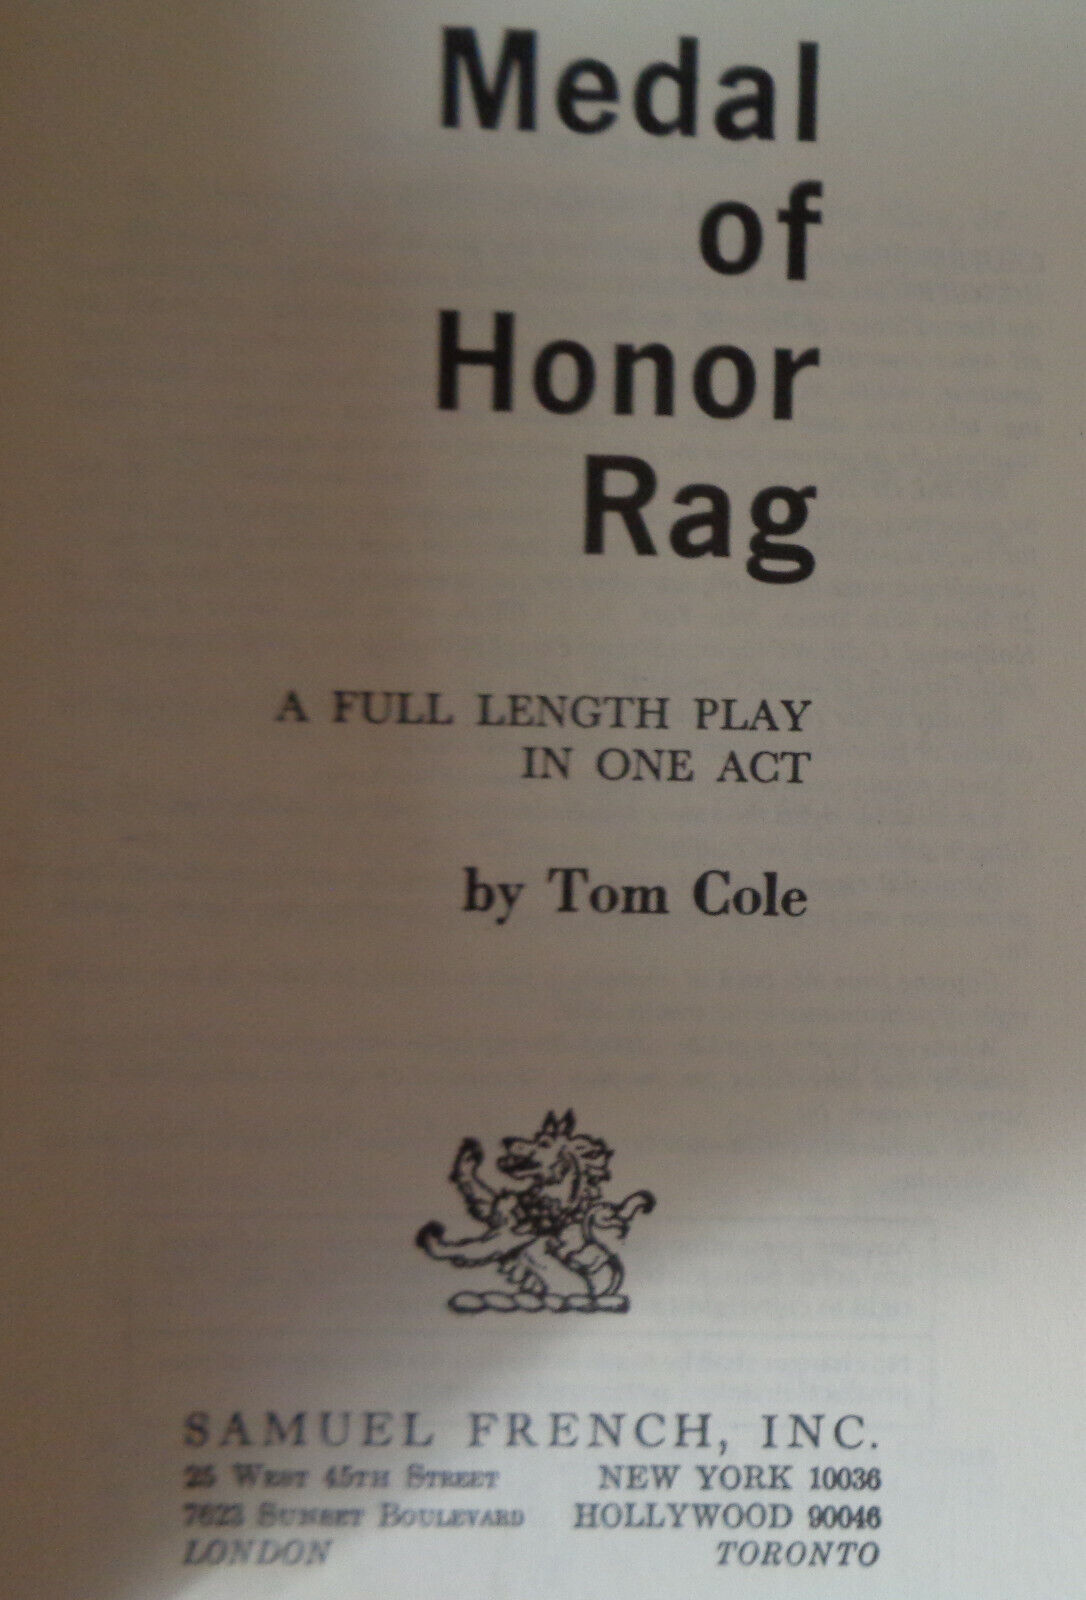 Medal
of
Honor
Rag
A FULL LENGTH PLAY
IN ONE ACT
by Tom Cole
SAMUEL FRENCH, INC.
25 WEST 45TH STREET NEW YORK 10036
7623 SUNSET BOULEVARD HOLLYWOOD 90046
LONDON TORONTO